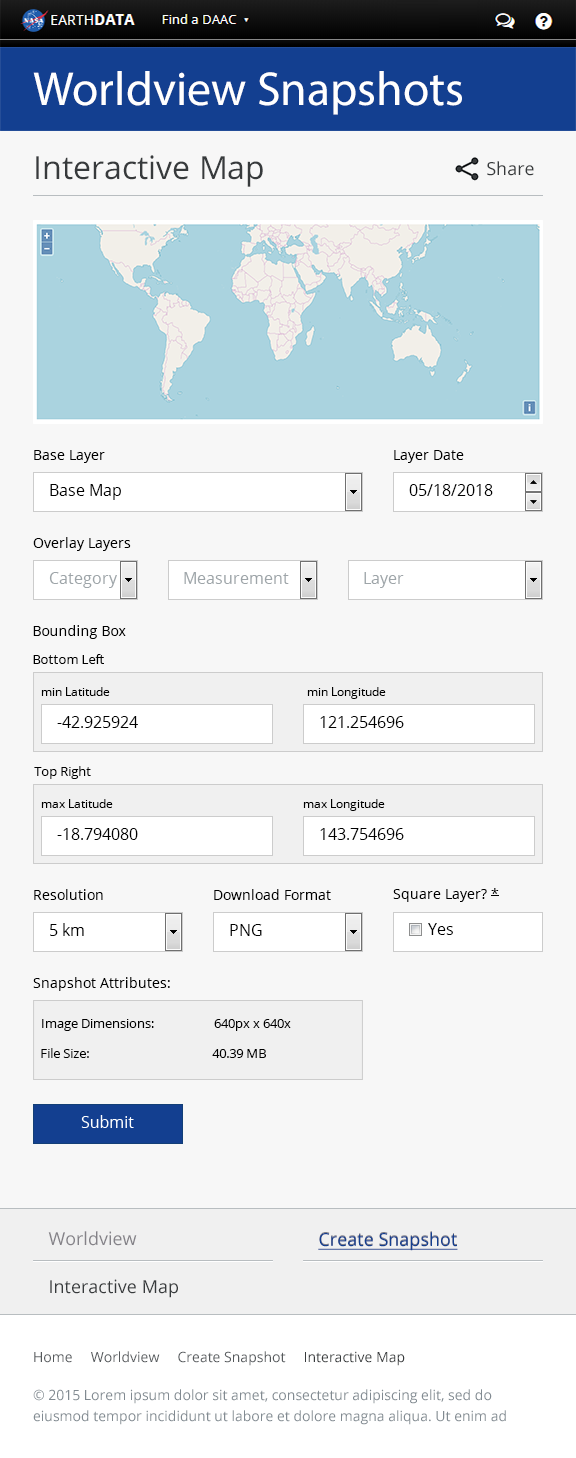 NASA EARTHDATA Find a DAAC
Worldview Snapshots
Interactive Map Share
+
−
i
Base Layer Layer Date
Base Map 05/18/2018
Overlay Layers
Category Measurement Layer
Bounding Box
Bottom Left
min Latitude min Longitude
-42.925924 121.254696
Top Right
max Latitude max Longitude
-18.794080 143.754696
Resolution Download Format Square Layer? *
5 km PNG Yes
Snapshot Attributes:
Image Dimensions: 640px x 640x
File Size: 40.39 MB
Submit
Worldview Create Snapshot
Interactive Map
Home Worldview Create Snapshot Interactive Map
© 2015 Lorem ipsum dolor sit amet, consectetur adipiscing elit, sed do
eiusmod tempor incididunt ut labore et dolore magna aliqua. Ut enim ad